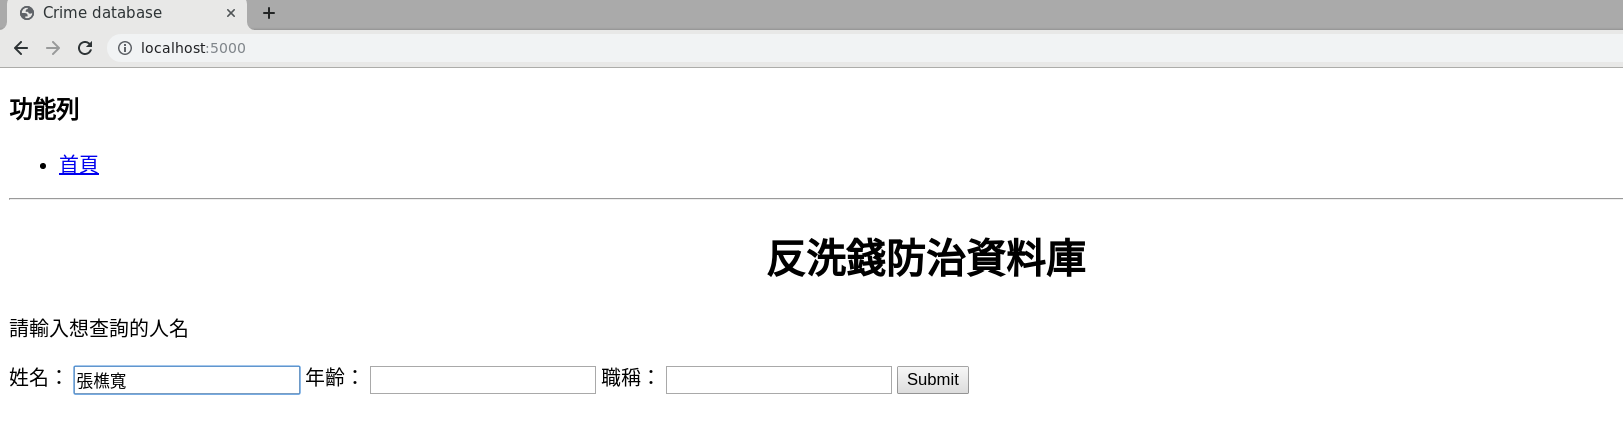 Crime database
localhost:5000
功能列
首頁
反洗錢防治資料庫
請輸入想查詢的人名
姓名： 張樵寬 年齡： 職稱： Submit